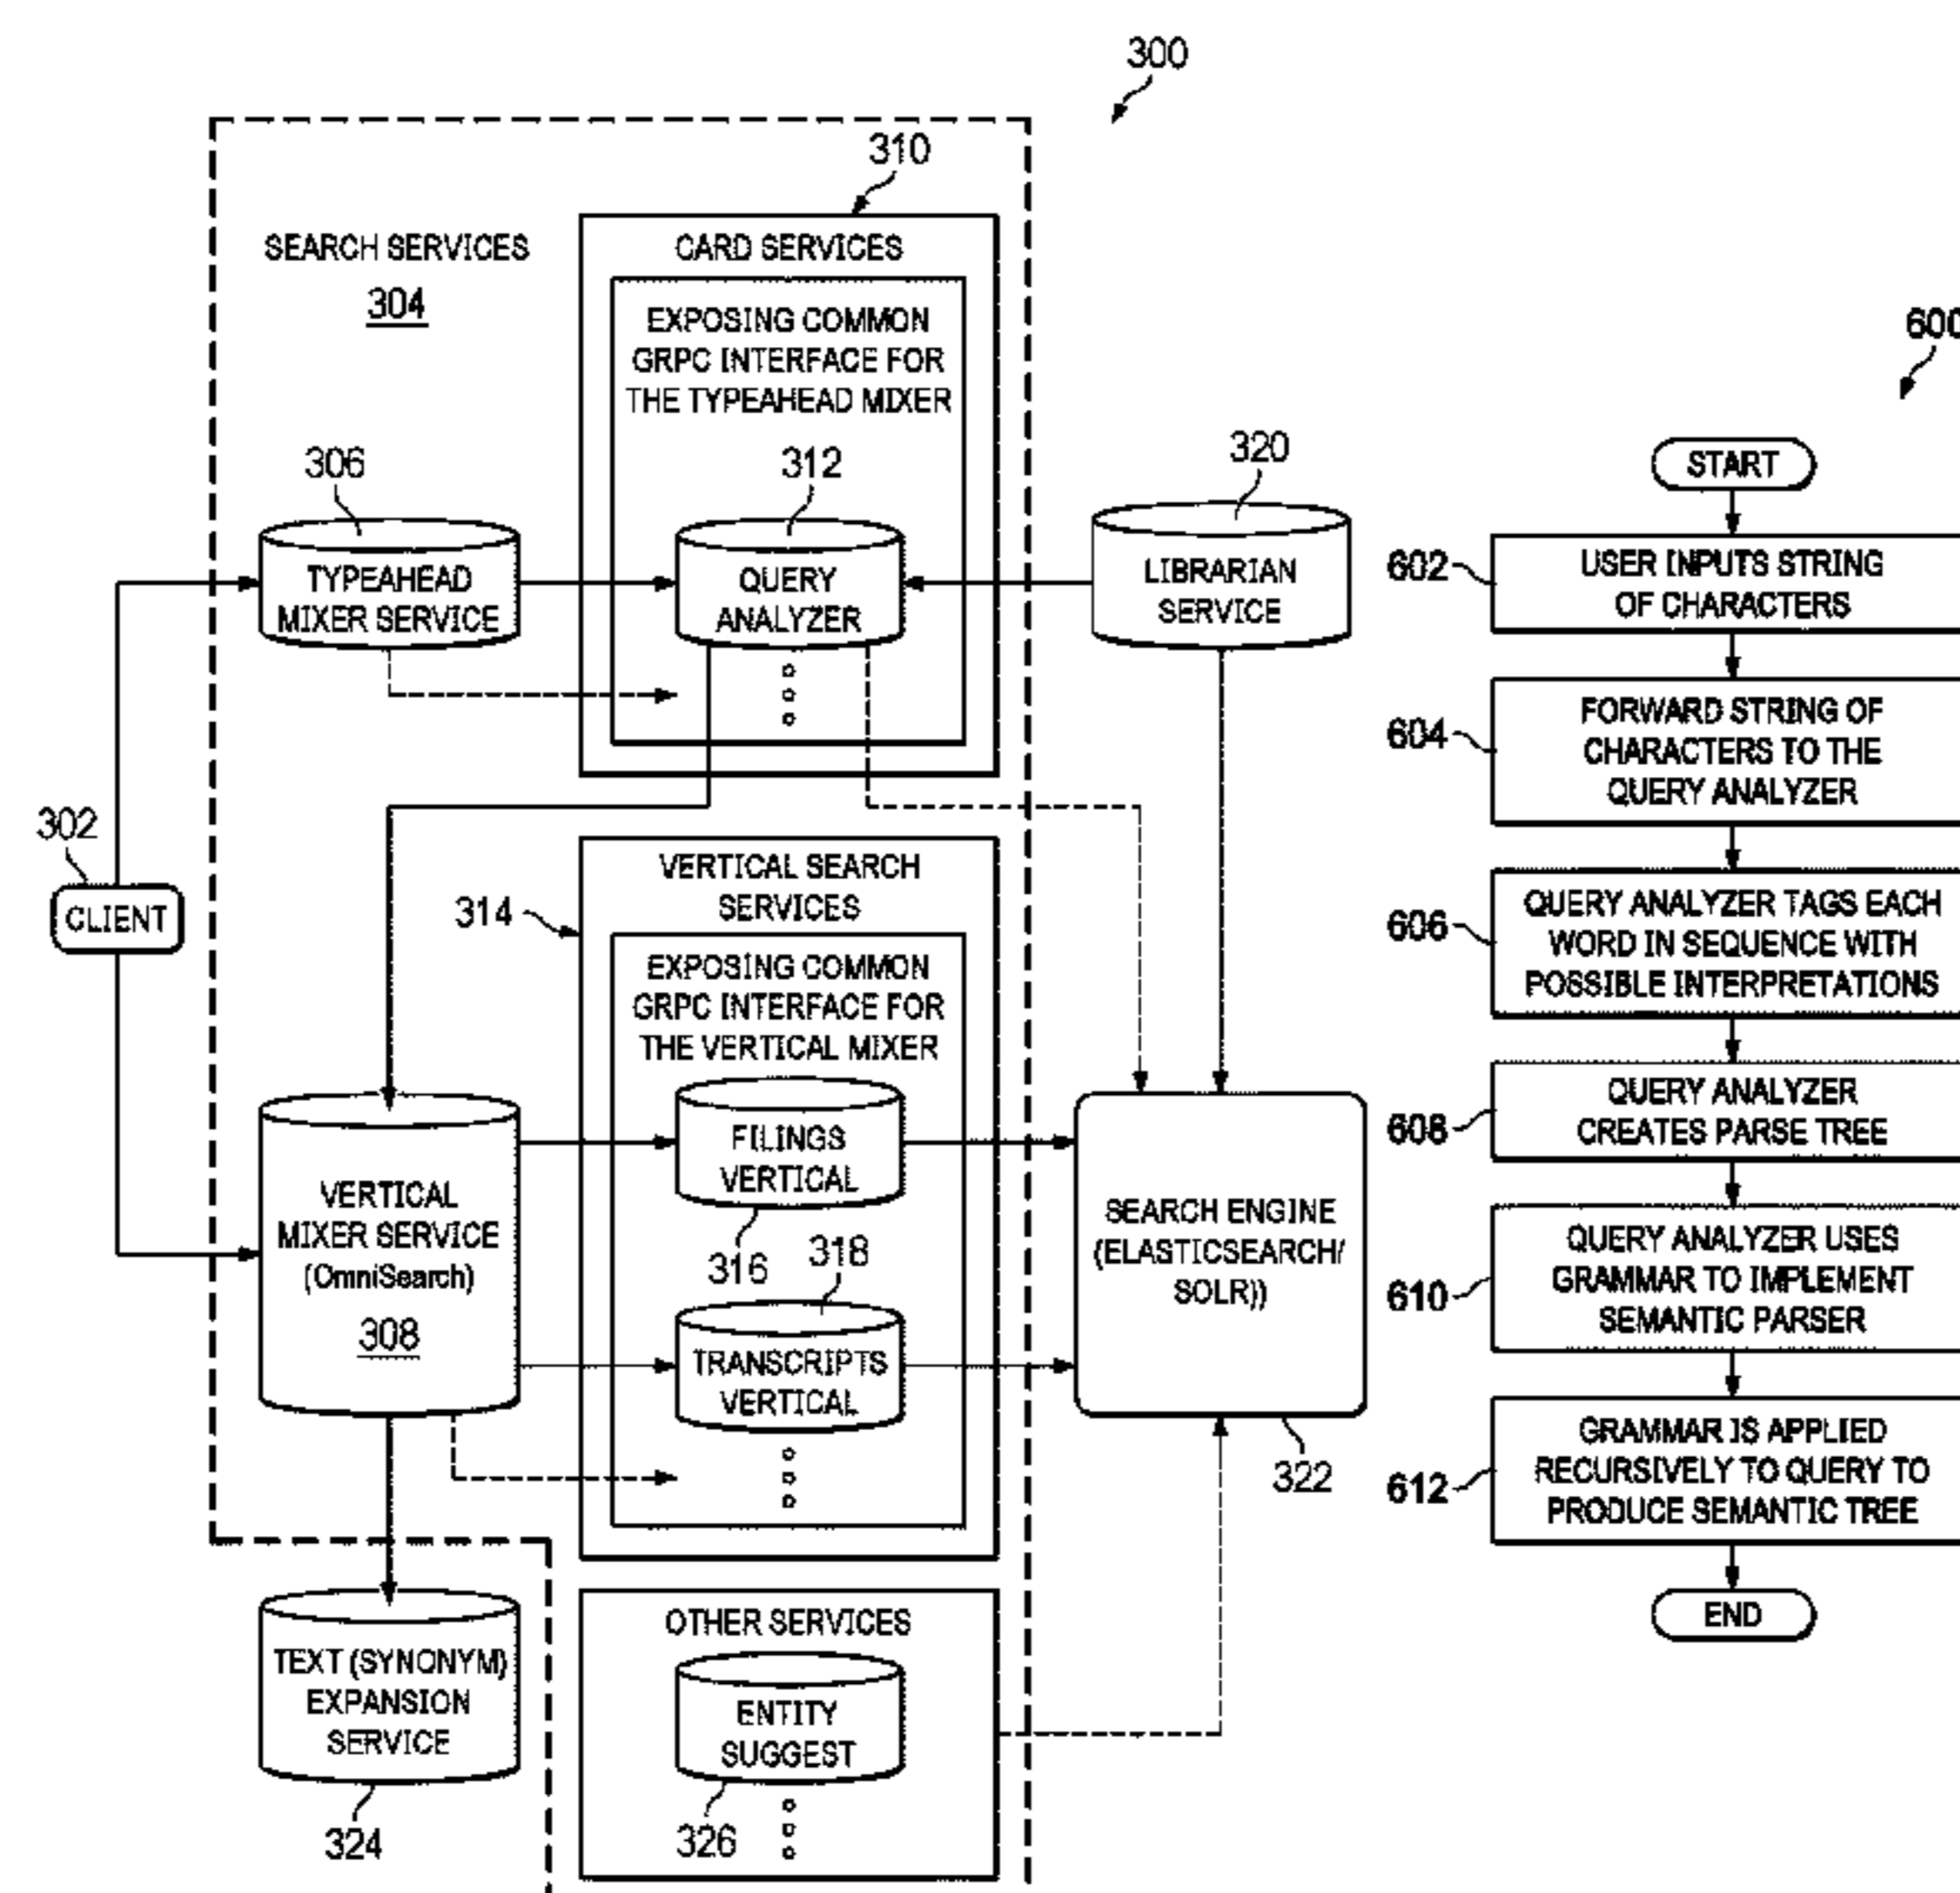 300
310
SEARCH SERVICES
304
CARD SERVICES
EXPOSING COMMON
GRPC INTERFACE FOR
THE TYPEAHEAD MIXER
306
312
320
TYPEAHEAD
MIXER SERVICE
QUERY
ANALYZER
LIBRARIAN
SERVICE
302
CLIENT
314
VERTICAL SEARCH
SERVICES
EXPOSING COMMON
GRPC INTERFACE FOR
THE VERTICAL MIXER
VERTICAL
MIXER SERVICE
(OmniSearch)
308
FILINGS
VERTICAL
316
318
TRANSCRIPTS
VERTICAL
SEARCH ENGINE
(ELASTICSEARCH/
SOLR))
322
TEXT (SYNONYM)
EXPANSION
SERVICE
324
OTHER SERVICES
ENTITY
SUGGEST
326
600
START
602
USER INPUTS STRING
OF CHARACTERS
604
FORWARD STRING OF
CHARACTERS TO THE
QUERY ANALYZER
606
QUERY ANALYZER TAGS EACH
WORD IN SEQUENCE WITH
POSSIBLE INTERPRETATIONS
608
QUERY ANALYZER
CREATES PARSE TREE
610
QUERY ANALYZER USES
GRAMMAR TO IMPLEMENT
SEMANTIC PARSER
612
GRAMMAR IS APPLIED
RECURSIVELY TO QUERY TO
PRODUCE SEMANTIC TREE
END